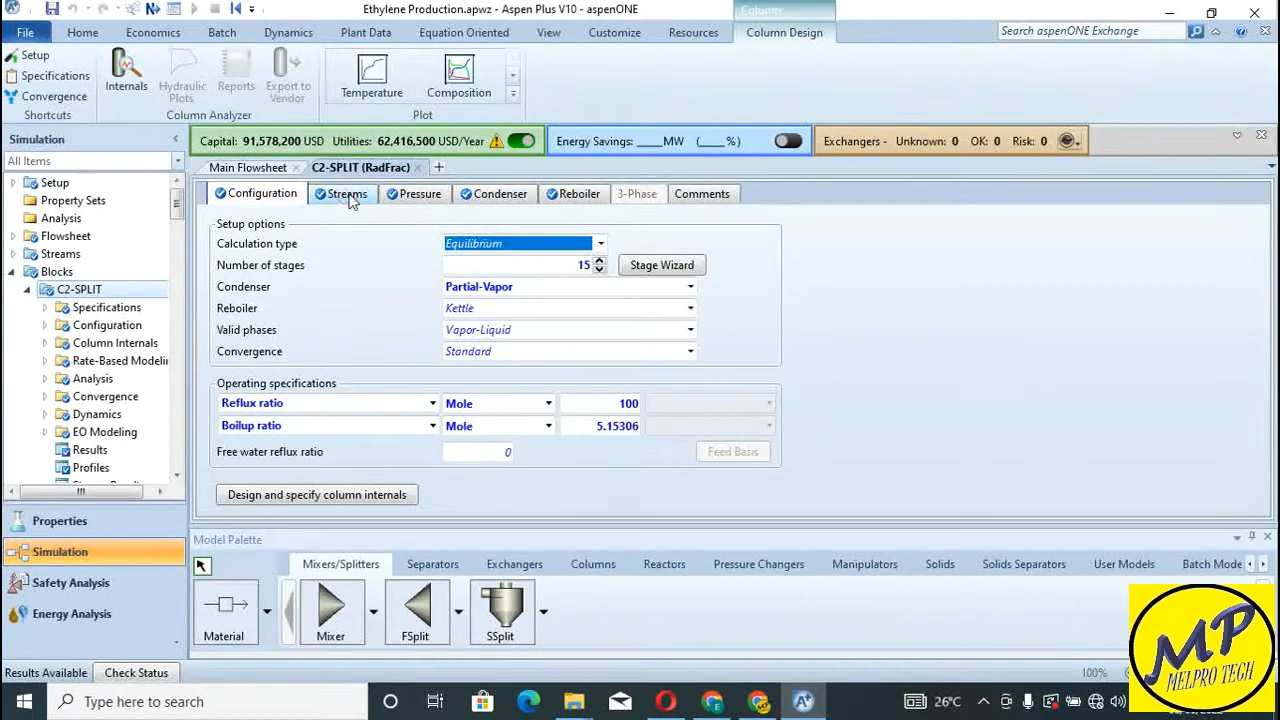 Ethylene Production.apwz - Aspen Plus V10 - aspenONE
Column
File Home Economics Batch Dynamics Plant Data Equation Oriented View Customize Resources Column Design Search aspenONE Exchange
Setup
Specifications
Convergence
Shortcuts
Internals
Hydraulic Plots
Reports
Export to Vendor
Column Analyzer
Temperature
Composition
Plot
Simulation
Capital: 91,578,200 USD Utilities: 62,416,500 USD/Year
Energy Savings: ____ MW (____ %)
Exchangers - Unknown: 0 OK: 0 Risk: 0
All Items
Main Flowsheet × C2-SPLIT (RadFrac) × +
Setup
Property Sets
Analysis
Flowsheet
Streams
Blocks
C2-SPLIT
Specifications
Configuration
Column Internals
Rate-Based Modelin
Analysis
Convergence
Dynamics
EO Modeling
Results
Profiles
Configuration Streams Pressure Condenser Reboiler 3-Phase Comments
Setup options
Calculation type Equilibrium
Number of stages 15 Stage Wizard
Condenser Partial-Vapor
Reboiler Kettle
Valid phases Vapor-Liquid
Convergence Standard
Operating specifications
Reflux ratio Mole 100
Boilup ratio Mole 5.15306
Free water reflux ratio 0 Feed Basis
Design and specify column internals
Properties
Simulation
Safety Analysis
Energy Analysis
Model Palette
Mixers/Splitters Separators Exchangers Columns Reactors Pressure Changers Manipulators Solids Solids Separators User Models Batch Mode
Material Mixer FSplit SSplit
Results Available Check Status 100%
Type here to search 26°C
MP
MELPRO TECH